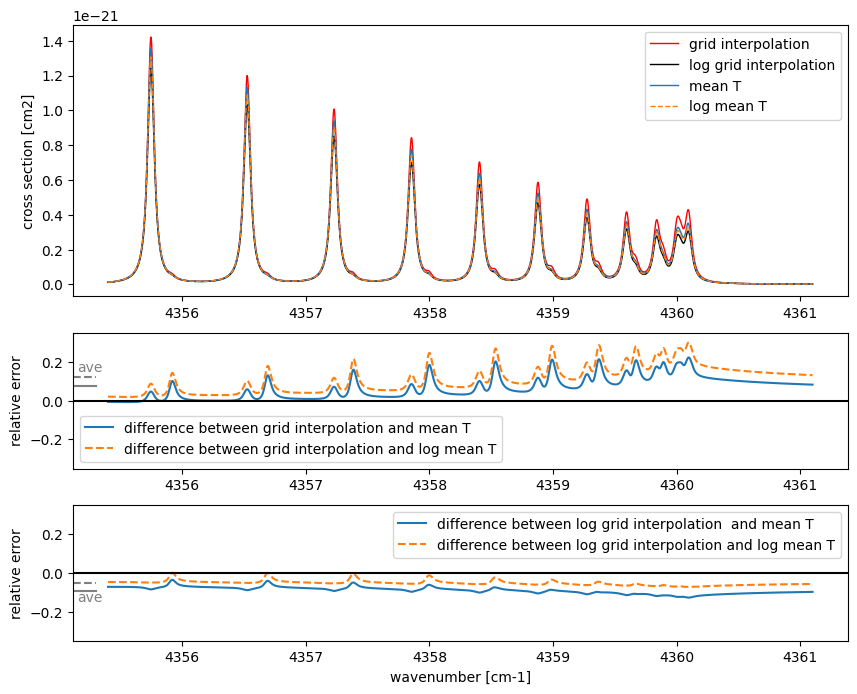 1e−21
cross section [cm2]
1.4
1.2
1.0
0.8
0.6
0.4
0.2
0.0
grid interpolation
log grid interpolation
mean T
log mean T
4356 4357 4358 4359 4360 4361
relative error
0.2
0.0
−0.2
ave
difference between grid interpolation and mean T
difference between grid interpolation and log mean T
4356 4357 4358 4359 4360 4361
relative error
0.2
0.0
−0.2
difference between log grid interpolation  and mean T
difference between log grid interpolation and log mean T
ave
4356 4357 4358 4359 4360 4361
wavenumber [cm-1]